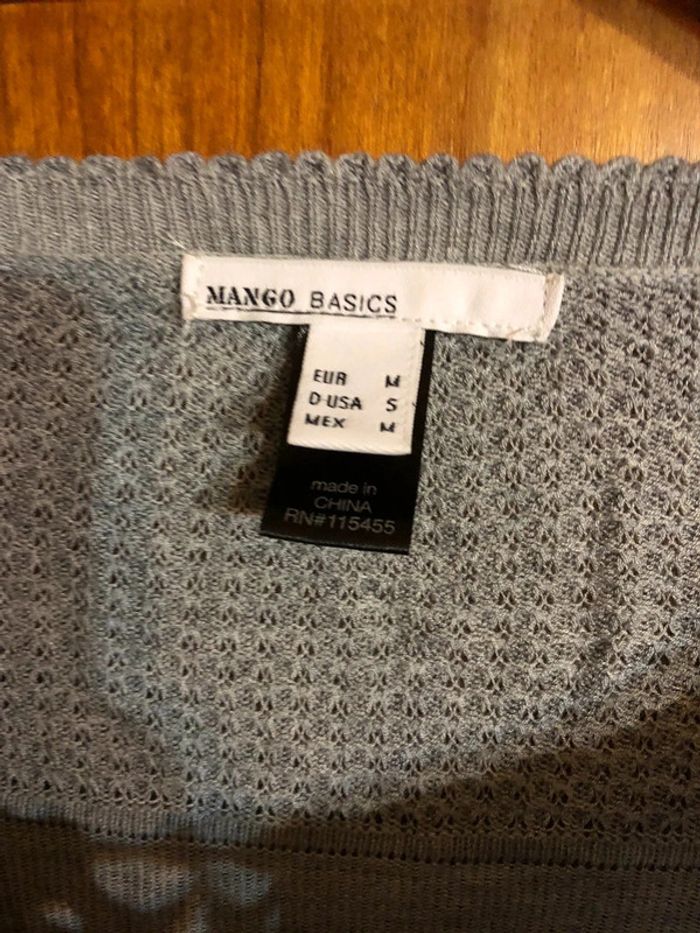 MANGO BASICS
EUR M
D-USA S
MEX M
made in
CHINA
RN#115455